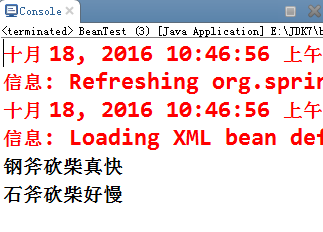 Console
<terminated> BeanTest (3) [Java Application] E:\JDK7\b
十月 18, 2016 10:46:56 上午
信息: Refreshing org.sprin
十月 18, 2016 10:46:56 上午
信息: Loading XML bean def
钢斧砍柴真快
石斧砍柴好慢